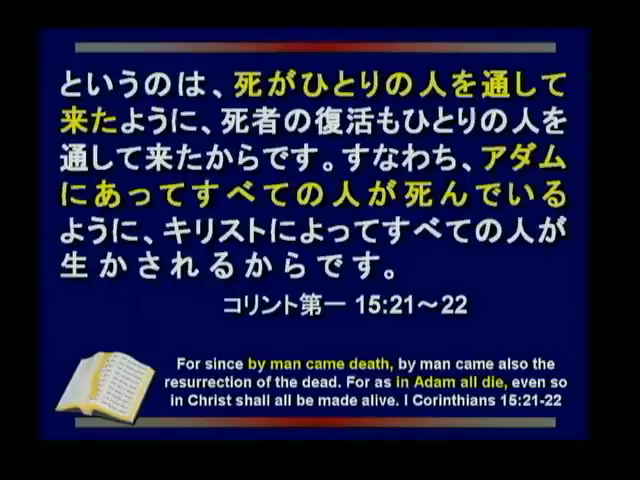 というのは、死がひとりの人を通して
来たように、死者の復活もひとりの人を
通して来たからです。すなわち、アダム
にあってすべての人が死んでいる
ように、キリストによってすべての人が
生かされるからです。
コリント第一 15:21～22
For since by man came death, by man came also the
resurrection of the dead. For as in Adam all die, even so
in Christ shall all be made alive. I Corinthians 15:21-22